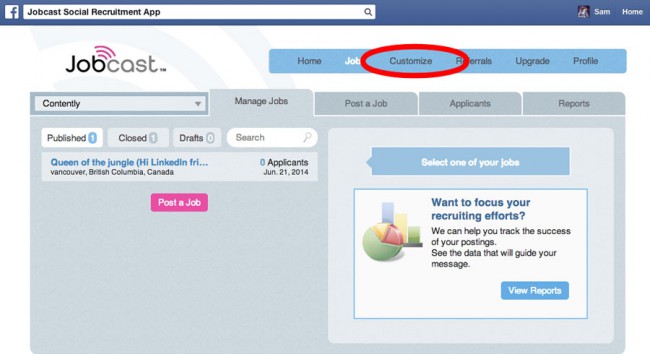 Jobcast Social Recruitment App
Sam Home
Jobcast™
Home Job Customize Referrals Upgrade Profile
Contently
Manage Jobs Post a Job Applicants Reports
Published 1 Closed 1 Drafts 0 Search
Queen of the jungle (Hi LinkedIn fri... 0 Applicants
vancouver, British Columbia, Canada Jun. 21, 2014
Post a Job
Select one of your jobs
Want to focus your
recruiting efforts?
We can help you track the success
of your postings.
See the data that will guide your
message.
View Reports